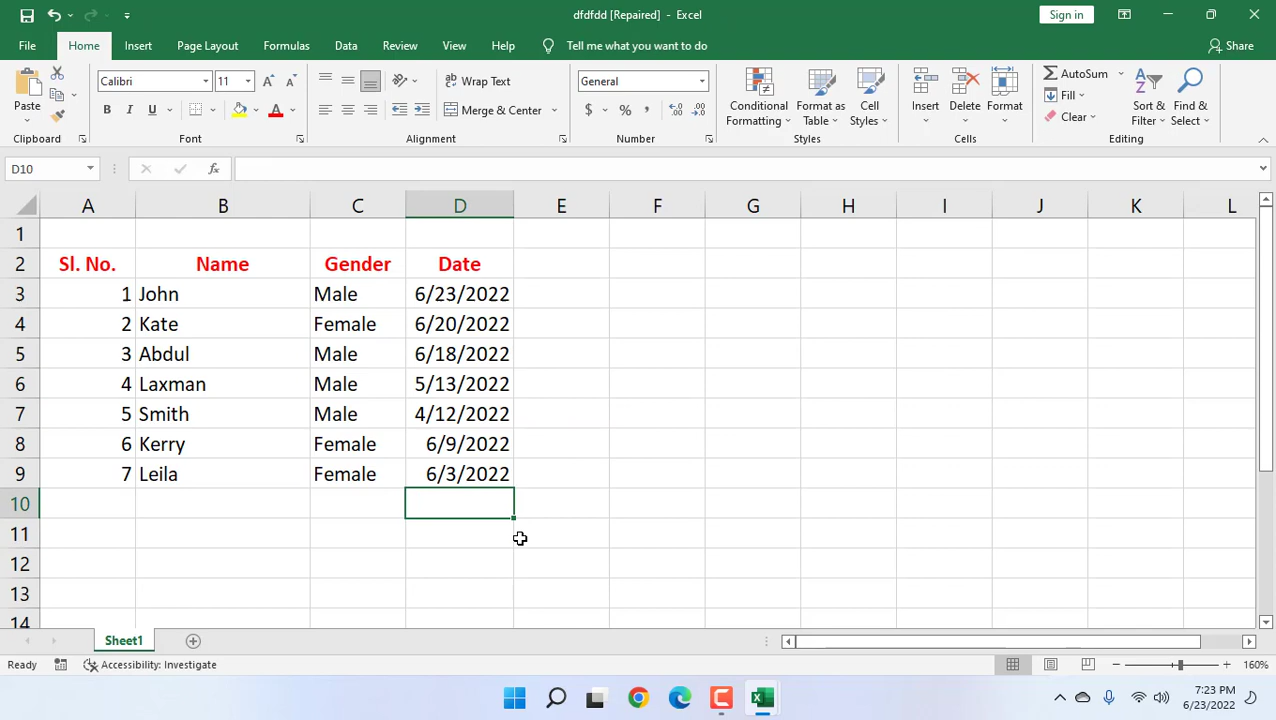 dfdfdd [Repaired] - Excel
Sign in
File Home Insert Page Layout Formulas Data Review View Help Tell me what you want to do Share
Paste
Clipboard
Calibri 11
A A
B I U A
Font
ab Wrap Text
Merge & Center
Alignment
General
$ % , .00
Number
Conditional Formatting
Format as Table
Cell Styles
Styles
Insert Delete Format
Cells
AutoSum
Fill
Clear
Sort & Filter
Find & Select
Editing
D10 fx
A B C D E F G H I J K L
1
2 Sl. No. Name Gender Date
3 1 John Male 6/23/2022
4 2 Kate Female 6/20/2022
5 3 Abdul Male 6/18/2022
6 4 Laxman Male 5/13/2022
7 5 Smith Male 4/12/2022
8 6 Kerry Female 6/9/2022
9 7 Leila Female 6/3/2022
10
11
12
13
14
Sheet1
Ready Accessibility: Investigate 160%
7:23 PM
6/23/2022